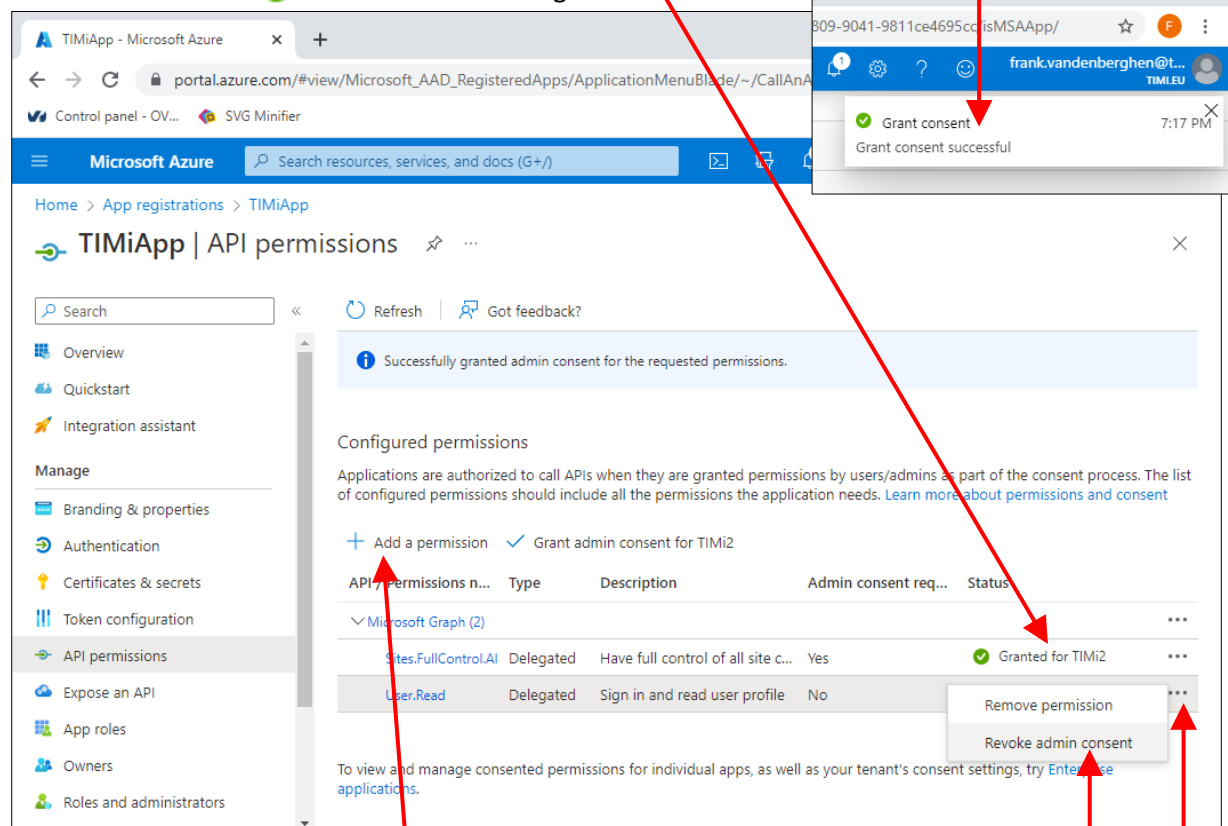 TIMiApp - Microsoft Azure
portal.azure.com/#view/Microsoft_AAD_RegisteredApps/ApplicationMenuBlade/~/CallAnA
809-9041-9811ce4695cc/isMSAApp/
F
Control panel - OV...
SVG Minifier
1
frank.vandenberghen@t...
TIMI.EU
Grant consent
7:17 PM
Grant consent successful
Microsoft Azure
Search resources, services, and docs (G+/)
Home > App registrations > TIMiApp
TIMiApp | API permissions
Search
Refresh
Got feedback?
Overview
Quickstart
Integration assistant
Manage
Branding & properties
Authentication
Certificates & secrets
Token configuration
API permissions
Expose an API
App roles
Owners
Roles and administrators
Successfully granted admin consent for the requested permissions.
Configured permissions
Applications are authorized to call APIs when they are granted permissions by users/admins as part of the consent process. The list
of configured permissions should include all the permissions the application needs. Learn more about permissions and consent
Add a permission
Grant admin consent for TIMi2
API / Permissions n... Type Description Admin consent req... Status
Microsoft Graph (2)
Sites.FullControl.Al Delegated Have full control of all site c... Yes Granted for TIMi2
User.Read Delegated Sign in and read user profile No
Remove permission
Revoke admin consent
To view and manage consented permissions for individual apps, as well as your tenant's consent settings, try Enterprise
applications.